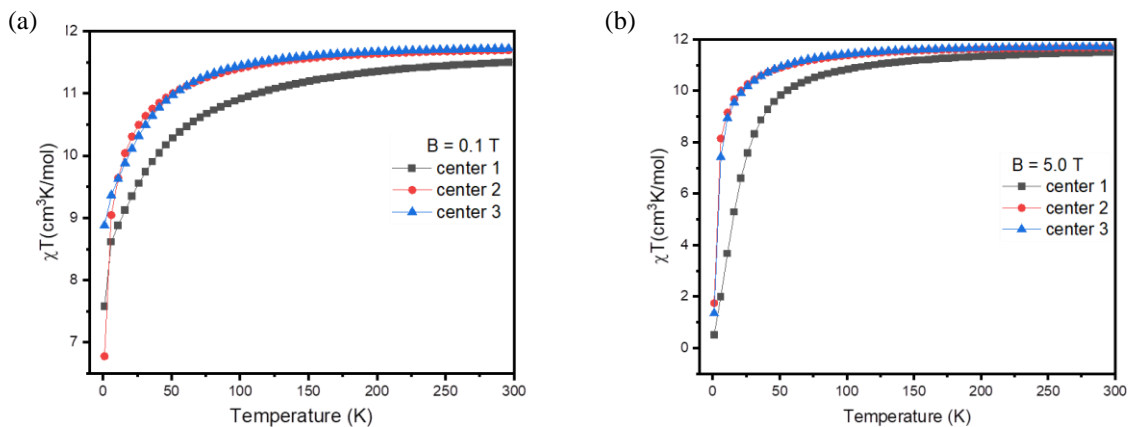 (a)
12
11
10
9
8
7
χT(cm³K/mol)
B = 0.1 T
center 1
center 2
center 3
0 50 100 150 200 250 300
Temperature (K)
(b)
12
10
8
6
4
2
0
χT(cm³K/mol)
B = 5.0 T
center 1
center 2
center 3
0 50 100 150 200 250 300
Temperature (K)